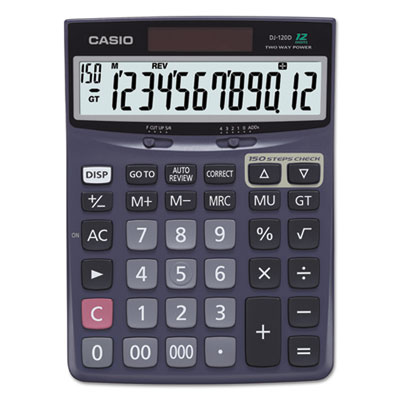 CASIO DJ-120D 12 DIGITS
TWO WAY POWER
150 M REV ÷
GT 123456789012
F CUT UP 5/4 4 3 2 1 0 ADD2
150 STEPS CHECK
DISP GO TO AUTO REVIEW CORRECT △ ▽
+/− M+ M− MRC MU GT
ON AC 7 8 9 % √
▶ 4 5 6 × ÷
C 1 2 3 + −
0 00 000 · =